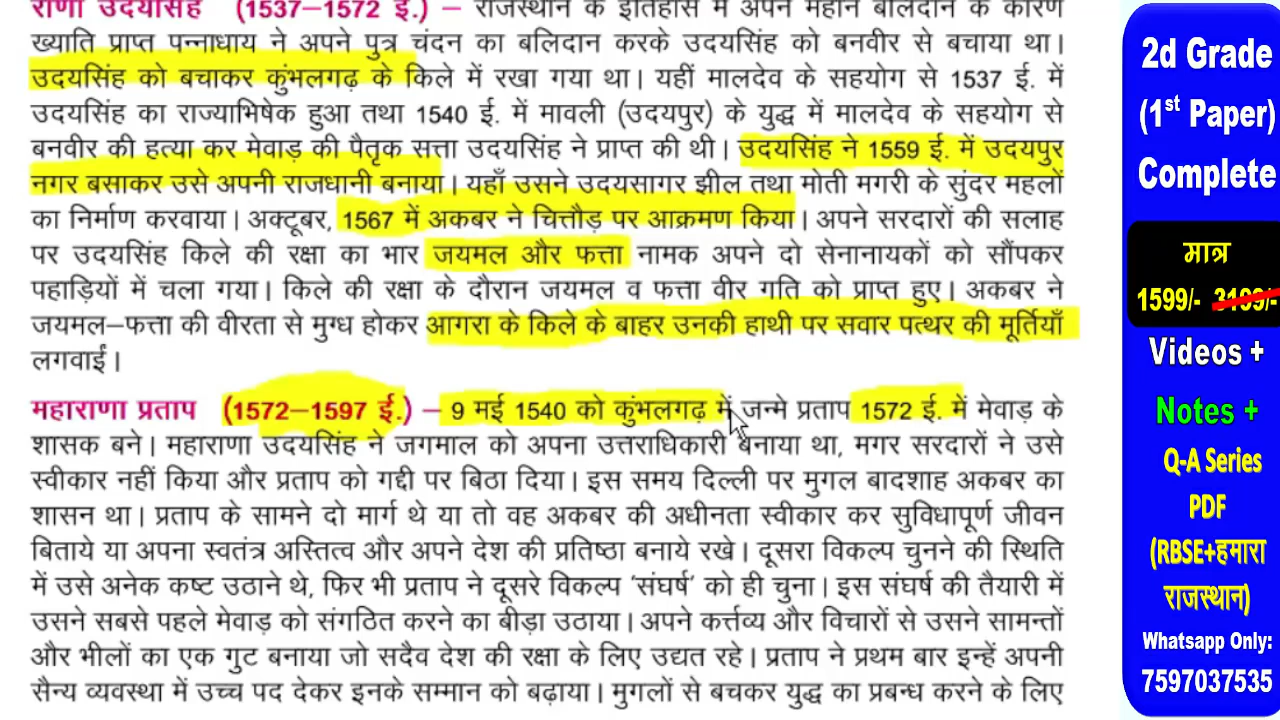 राणा उदयसिंह (1537–1572 ई.) – राजस्थान के इतिहास में अपने महान बलिदान के कारण
ख्याति प्राप्त पन्नाधाय ने अपने पुत्र चंदन का बलिदान करके उदयसिंह को बनवीर से बचाया था।
उदयसिंह को बचाकर कुंभलगढ़ के किले में रखा गया था। यहीं मालदेव के सहयोग से 1537 ई. में
उदयसिंह का राज्याभिषेक हुआ तथा 1540 ई. में मावली (उदयपुर) के युद्ध में मालदेव के सहयोग से
बनवीर की हत्या कर मेवाड़ की पैतृक सत्ता उदयसिंह ने प्राप्त की थी। उदयसिंह ने 1559 ई. में उदयपुर
नगर बसाकर उसे अपनी राजधानी बनाया। यहाँ उसने उदयसागर झील तथा मोती मगरी के सुंदर महलों
का निर्माण करवाया। अक्टूबर, 1567 में अकबर ने चित्तौड़ पर आक्रमण किया। अपने सरदारों की सलाह
पर उदयसिंह किले की रक्षा का भार जयमल और फत्ता नामक अपने दो सेनानायकों को सौंपकर
पहाड़ियों में चला गया। किले की रक्षा के दौरान जयमल व फत्ता वीर गति को प्राप्त हुए। अकबर ने
जयमल–फत्ता की वीरता से मुग्ध होकर आगरा के किले के बाहर उनकी हाथी पर सवार पत्थर की मूर्तियाँ
लगवाईं।
महाराणा प्रताप (1572–1597 ई.) – 9 मई 1540 को कुंभलगढ़ में जन्मे प्रताप 1572 ई. में मेवाड़ के
शासक बने। महाराणा उदयसिंह ने जगमाल को अपना उत्तराधिकारी बनाया था, मगर सरदारों ने उसे
स्वीकार नहीं किया और प्रताप को गद्दी पर बिठा दिया। इस समय दिल्ली पर मुगल बादशाह अकबर का
शासन था। प्रताप के सामने दो मार्ग थे या तो वह अकबर की अधीनता स्वीकार कर सुविधापूर्ण जीवन
बिताये या अपना स्वतंत्र अस्तित्व और अपने देश की प्रतिष्ठा बनाये रखे। दूसरा विकल्प चुनने की स्थिति
में उसे अनेक कष्ट उठाने थे, फिर भी प्रताप ने दूसरे विकल्प ‘संघर्ष’ को ही चुना। इस संघर्ष की तैयारी में
उसने सबसे पहले मेवाड़ को संगठित करने का बीड़ा उठाया। अपने कर्त्तव्य और विचारों से उसने सामन्तों
और भीलों का एक गुट बनाया जो सदैव देश की रक्षा के लिए उद्यत रहे। प्रताप ने प्रथम बार इन्हें अपनी
सैन्य व्यवस्था में उच्च पद देकर इनके सम्मान को बढ़ाया। मुगलों से बचकर युद्ध का प्रबन्ध करने के लिए
2d Grade
(1st Paper)
Complete
मात्र
1599/- 3199/-
Videos +
Notes +
Q-A Series
PDF
(RBSE+हमारा
राजस्थान)
Whatsapp Only:
7597037535